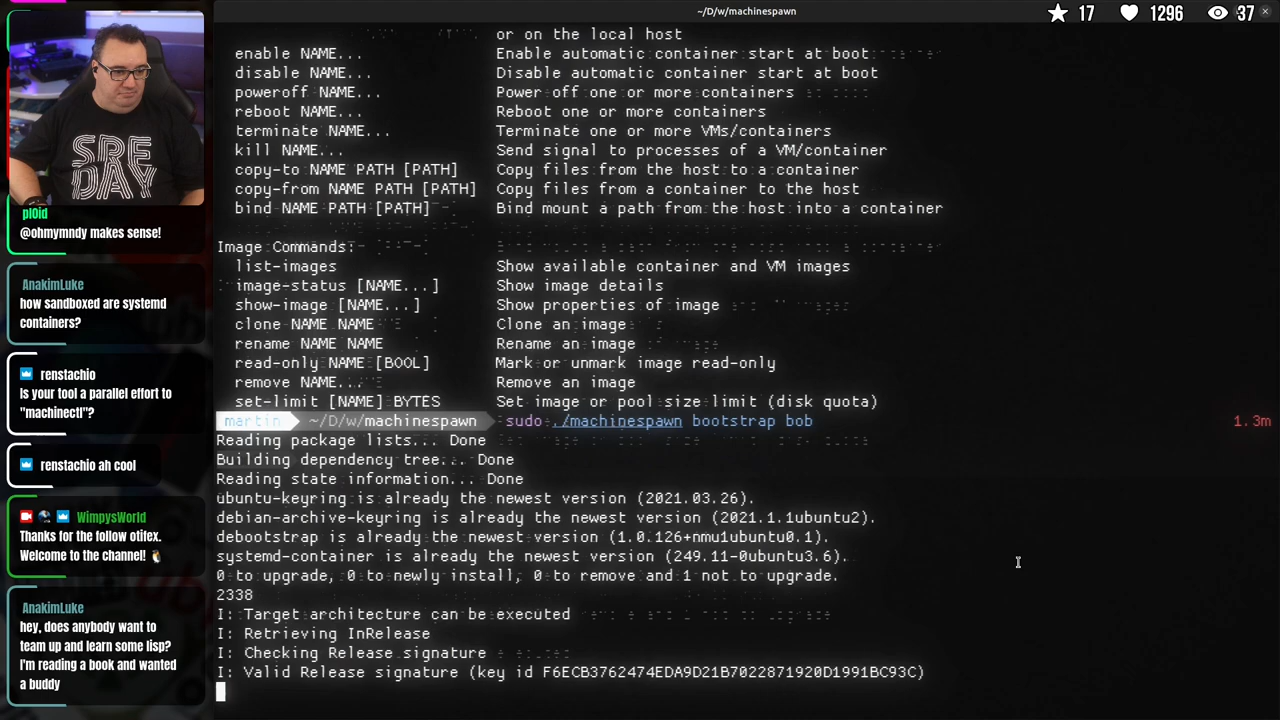 ~/D/w/machinespawn
17 1296 37
SRE
DAY
pl0id
@ohmymndy makes sense!
AnakimLuke
how sandboxed are systemd
containers?
renstachio
Is your tool a parallel effort to
"machinectl"?
renstachio ah cool
WimpysWorld
Thanks for the follow otifex.
Welcome to the channel! 🐧
AnakimLuke
hey, does anybody want to
team up and learn some lisp?
I'm reading a book and wanted
a buddy
or on the local host
enable NAME... Enable automatic container start at boot
disable NAME... Disable automatic container start at boot
poweroff NAME... Power off one or more containers
reboot NAME... Reboot one or more containers
terminate NAME... Terminate one or more VMs/containers
kill NAME... Send signal to processes of a VM/container
copy-to NAME PATH [PATH] Copy files from the host to a container
copy-from NAME PATH [PATH] Copy files from a container to the host
bind NAME PATH [PATH] Bind mount a path from the host into a container
Image Commands:
list-images Show available container and VM images
image-status [NAME...] Show image details
show-image [NAME...] Show properties of image
clone NAME NAME Clone an image
rename NAME NAME Rename an image
read-only NAME [BOOL] Mark or unmark image read-only
remove NAME... Remove an image
set-limit [NAME] BYTES Set image or pool size limit (disk quota)
martin ~/D/w/machinespawn sudo ./machinespawn bootstrap bob 1.3m
Reading package lists... Done
Building dependency tree... Done
Reading state information... Done
ubuntu-keyring is already the newest version (2021.03.26).
debian-archive-keyring is already the newest version (2021.1.1ubuntu2).
debootstrap is already the newest version (1.0.126+nmu1ubuntu0.1).
systemd-container is already the newest version (249.11-0ubuntu3.6).
0 to upgrade, 0 to newly install, 0 to remove and 1 not to upgrade.
2338
I: Target architecture can be executed
I: Retrieving InRelease
I: Checking Release signature
I: Valid Release signature (key id F6ECB3762474EDA9D21B7022871920D1991BC93C)